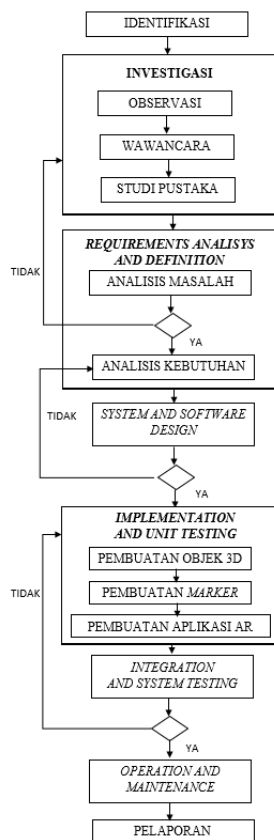 IDENTIFIKASI
INVESTIGASI
OBSERVASI
WAWANCARA
STUDI PUSTAKA
REQUIREMENTS ANALISYS
AND DEFINITION
ANALISIS MASALAH
TIDAK
YA
ANALISIS KEBUTUHAN
TIDAK
SYSTEM AND SOFTWARE
DESIGN
YA
IMPLEMENTATION
AND UNIT TESTING
PEMBUATAN OBJEK 3D
TIDAK
PEMBUATAN MARKER
PEMBUATAN APLIKASI AR
INTEGRATION
AND SYSTEM TESTING
YA
OPERATION AND
MAINTENANCE
PELAPORAN